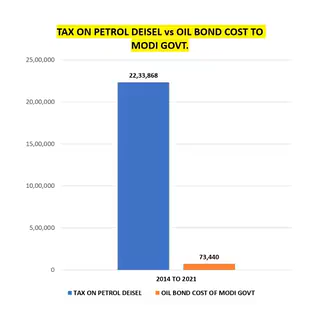 TAX ON PETROL DEISEL vs OIL BOND COST TO
MODI GOVT.
25,00,000
22,33,868
20,00,000
15,00,000
10,00,000
5,00,000
73,440
0
2014 TO 2021
TAX ON PETROL DEISEL
OIL BOND COST OF MODI GOVT